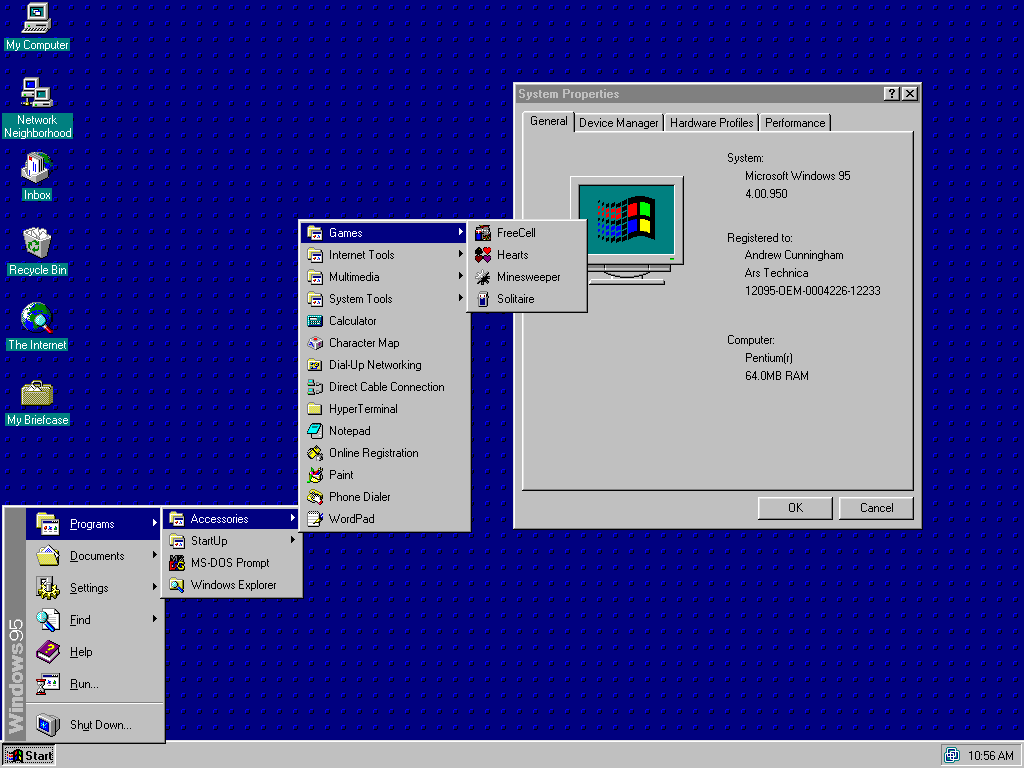 My Computer
Network
Neighborhood
Inbox
Recycle Bin
The Internet
My Briefcase
System Properties
General
Device Manager
Hardware Profiles
Performance
System:
Microsoft Windows 95
4.00.950
Registered to:
Andrew Cunningham
Ars Technica
12095-OEM-0004226-12233
Computer:
Pentium(r)
64.0MB RAM
OK
Cancel
Games
Internet Tools
Multimedia
System Tools
Calculator
Character Map
Dial-Up Networking
Direct Cable Connection
HyperTerminal
Notepad
Online Registration
Paint
Phone Dialer
WordPad
FreeCell
Hearts
Minesweeper
Solitaire
Accessories
StartUp
MS-DOS Prompt
Windows Explorer
Programs
Documents
Settings
Find
Help
Run...
Shut Down...
Windows95
Start
10:56 AM